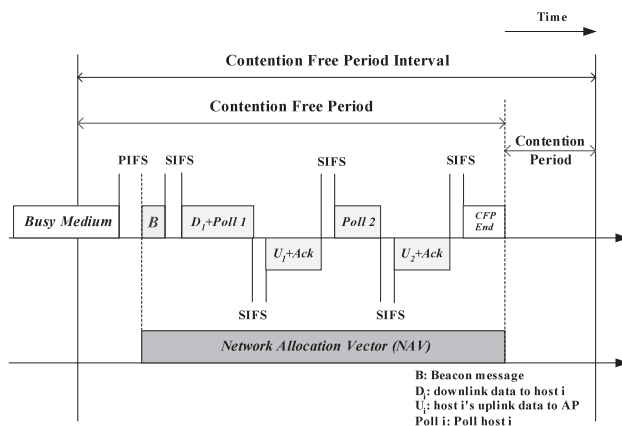 Time
Contention Free Period Interval
Contention Free Period
Contention
Period
PIFS SIFS SIFS SIFS
Busy Medium B D1+Poll 1 Poll 2 CFP
End
U1+Ack U2+Ack
SIFS SIFS
Network Allocation Vector (NAV)
B: Beacon message
Di: downlink data to host i
Ui: host i's uplink data to AP
Poll i: Poll host i